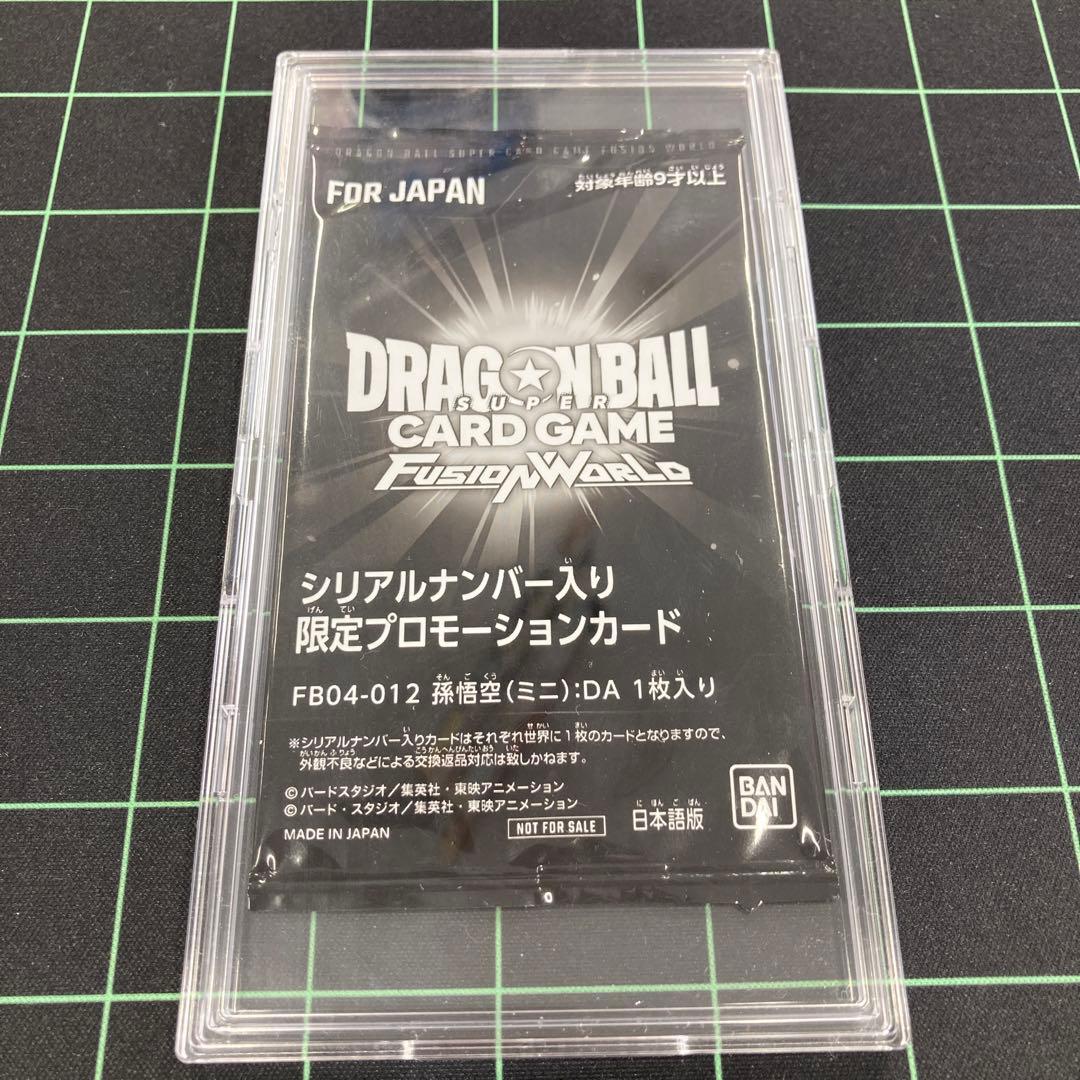 DRAGON BALL SUPER CARD GAME FUSION WORLD
FOR JAPAN
対象年齢9才以上
DRAGON BALL
SUPER
CARD GAME
FUSION WORLD
シリアルナンバー入り
限定プロモーションカード
FB04-012 孫悟空(ミニ):DA 1枚入り
※シリアルナンバー入りカードはそれぞれ世界に1枚のカードとなりますので、
外観不良などによる交換返品対応は致しかねます。
©バードスタジオ/集英社・東映アニメーション
©バード・スタジオ/集英社・東映アニメーション
MADE IN JAPAN
NOT FOR SALE
日本語版
BAN
DAI